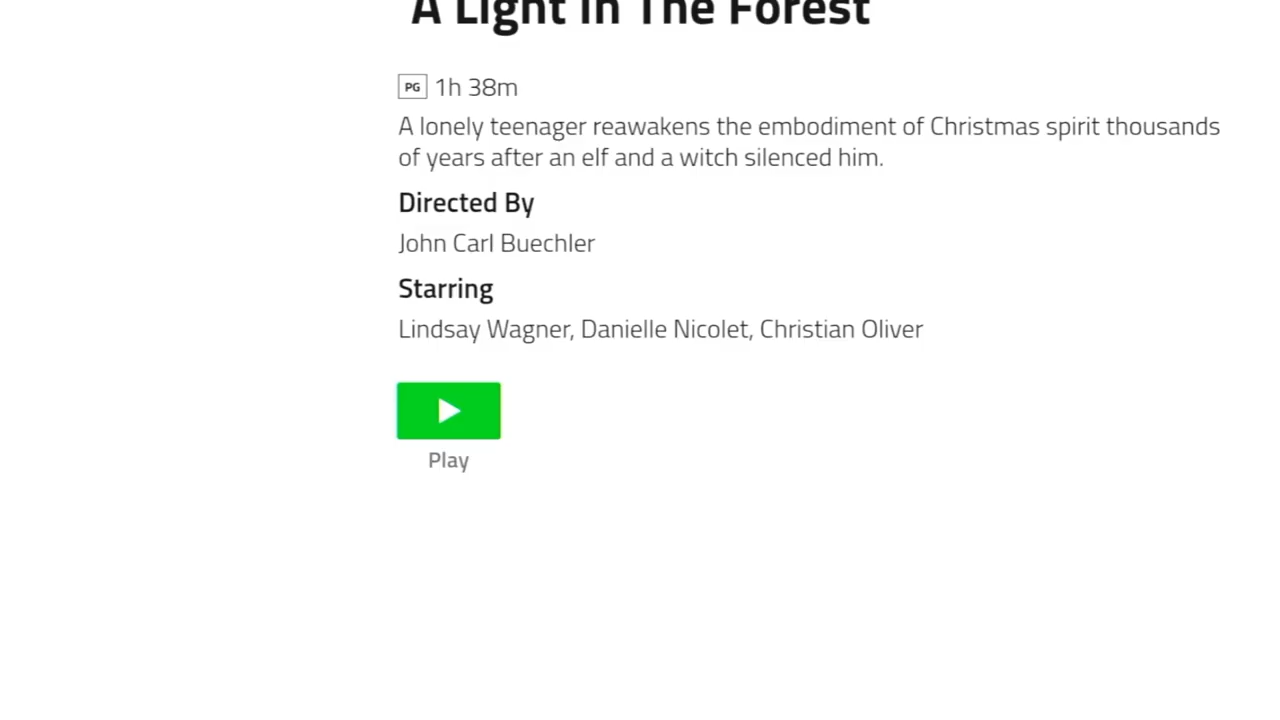 A Light In The Forest
PG 1h 38m
A lonely teenager reawakens the embodiment of Christmas spirit thousands
of years after an elf and a witch silenced him.
Directed By
John Carl Buechler
Starring
Lindsay Wagner, Danielle Nicolet, Christian Oliver
Play